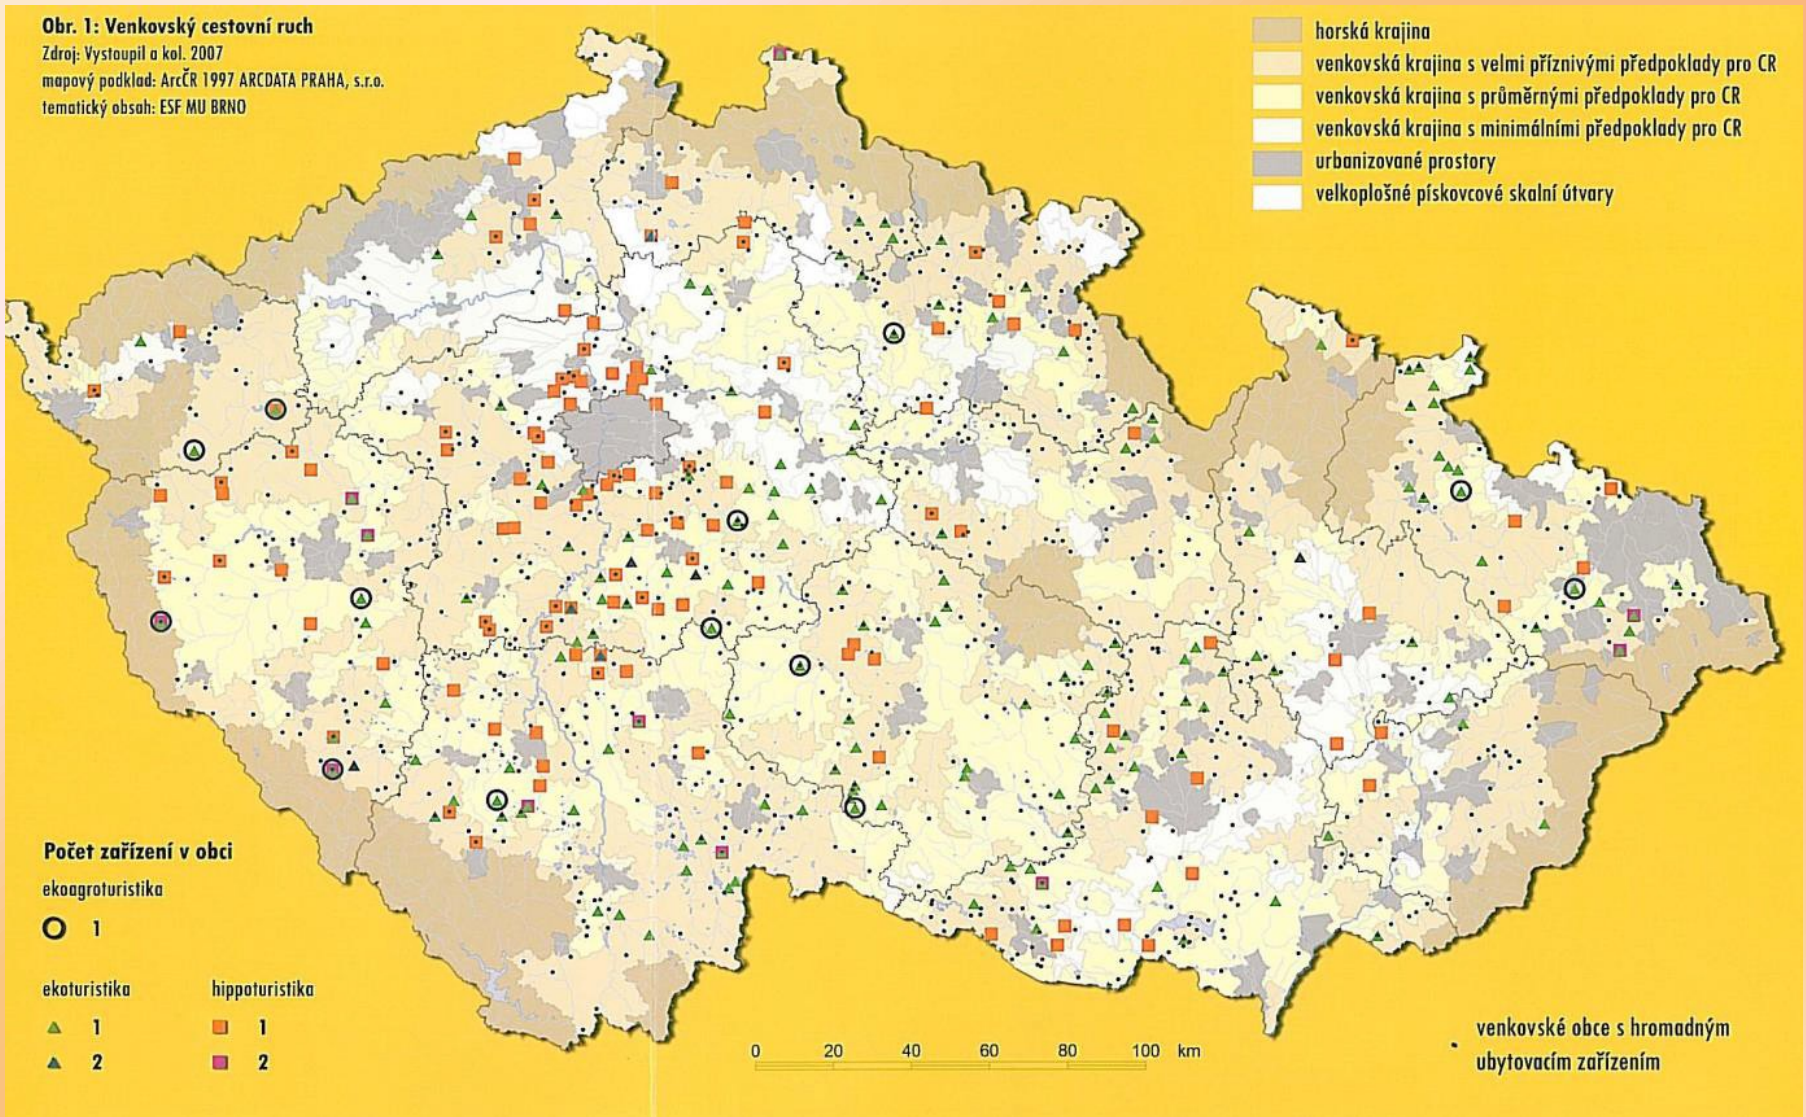 Obr. 1: Venkovský cestovní ruch
Zdroj: Vystoupil a kol. 2007
mapový podklad: ArcČR 1997 ARCDATA PRAHA, s.r.o.
tematický obsah: ESF MU BRNO
horská krajina
venkovská krajina s velmi příznivými předpoklady pro CR
venkovská krajina s průměrnými předpoklady pro CR
venkovská krajina s minimálními předpoklady pro CR
urbanizované prostory
velkoplošné pískovcové skalní útvary
Počet zařízení v obci
ekoagroturistika
1
ekoturistika hippoturistika
1 1
2 2
0 20 40 60 80 100 km
venkovské obce s hromadným
ubytovacím zařízením